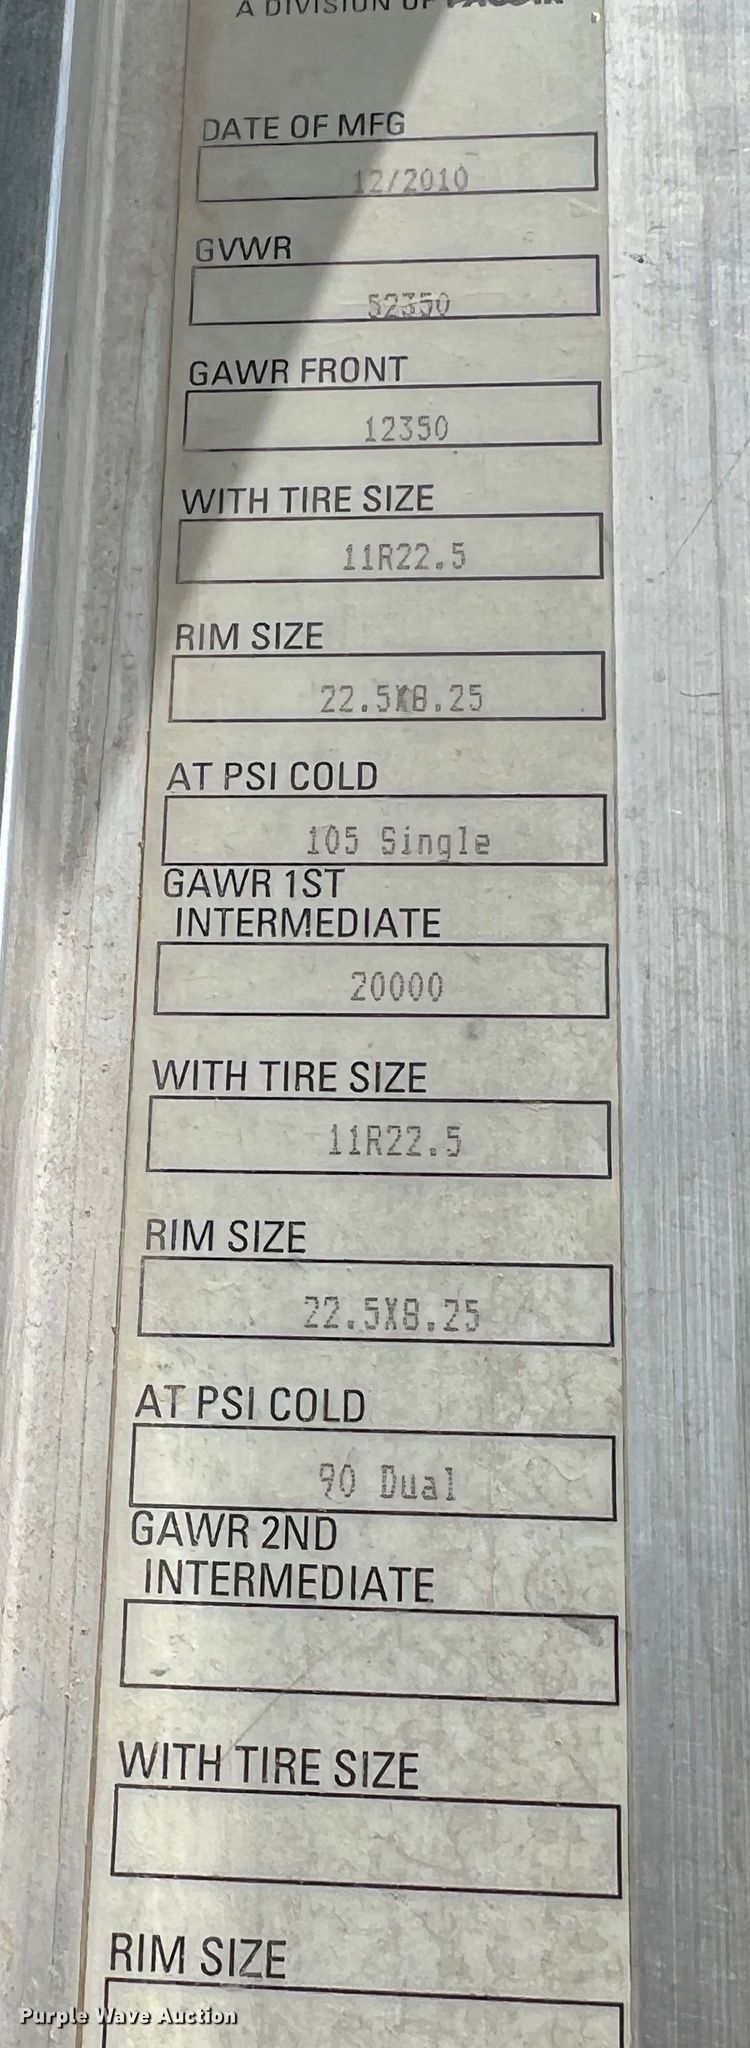 A DIVISION OF PACCAR
DATE OF MFG
12/2010
GVWR
52350
GAWR FRONT
12350
WITH TIRE SIZE
11R22.5
RIM SIZE
22.5X8.25
AT PSI COLD
105 Single
GAWR 1ST
INTERMEDIATE
20000
WITH TIRE SIZE
11R22.5
RIM SIZE
22.5X8.25
AT PSI COLD
90 Dual
GAWR 2ND
INTERMEDIATE
WITH TIRE SIZE
RIM SIZE
Purple Wave Auction